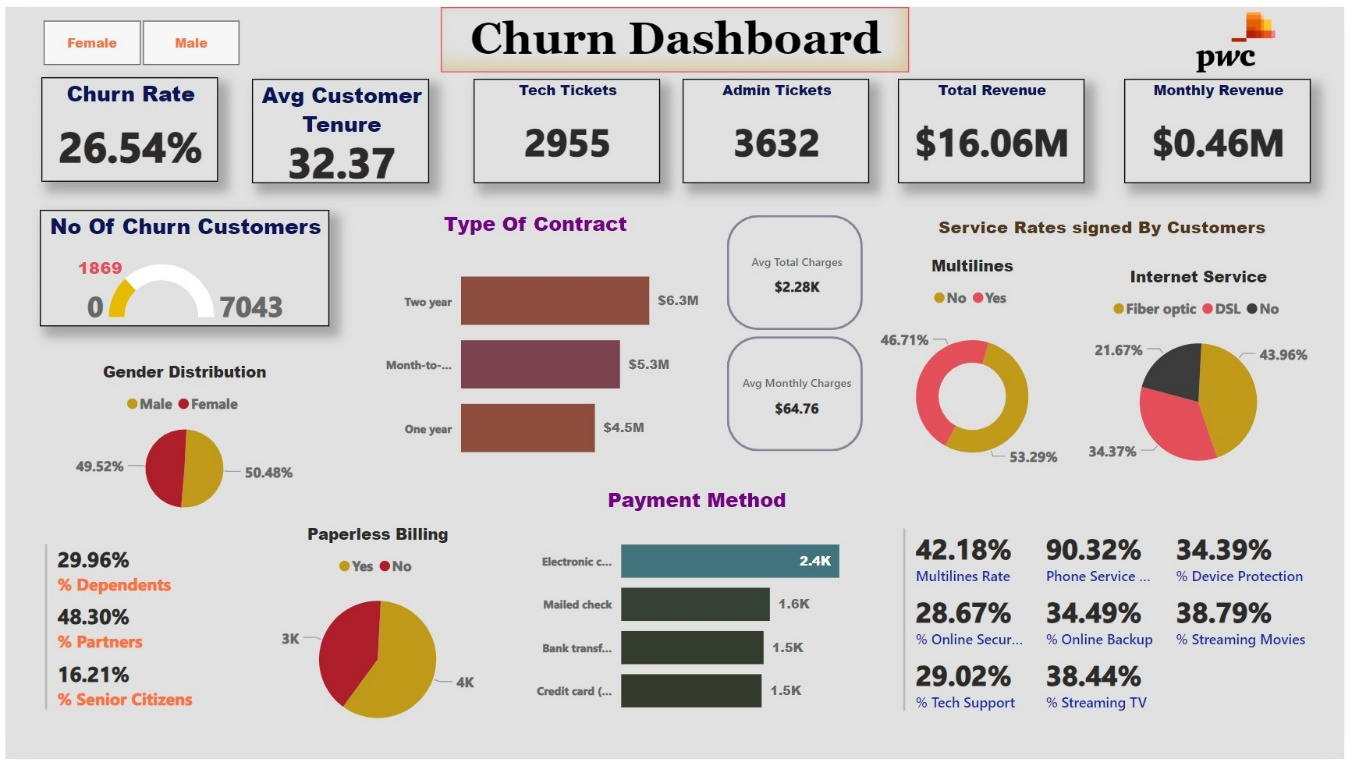 Female
Male
Churn Dashboard
pwc
Churn Rate
26.54%
Avg Customer
Tenure
32.37
Tech Tickets
2955
Admin Tickets
3632
Total Revenue
$16.06M
Monthly Revenue
$0.46M
No Of Churn Customers
1869
0
7043
Type Of Contract
Two year
$6.3M
Month-to-...
$5.3M
One year
$4.5M
Avg Total Charges
$2.28K
Avg Monthly Charges
$64.76
Service Rates signed By Customers
Multilines
No Yes
46.71%
53.29%
Internet Service
Fiber optic DSL No
21.67%
43.96%
34.37%
Gender Distribution
Male Female
49.52%
50.48%
29.96%
% Dependents
48.30%
% Partners
16.21%
% Senior Citizens
Paperless Billing
Yes No
3K
4K
Payment Method
Electronic c...
2.4K
Mailed check
1.6K
Bank transf...
1.5K
Credit card (...
1.5K
42.18% 90.32% 34.39%
Multilines Rate Phone Service ... % Device Protection
28.67% 34.49% 38.79%
% Online Secur... % Online Backup % Streaming Movies
29.02% 38.44%
% Tech Support % Streaming TV